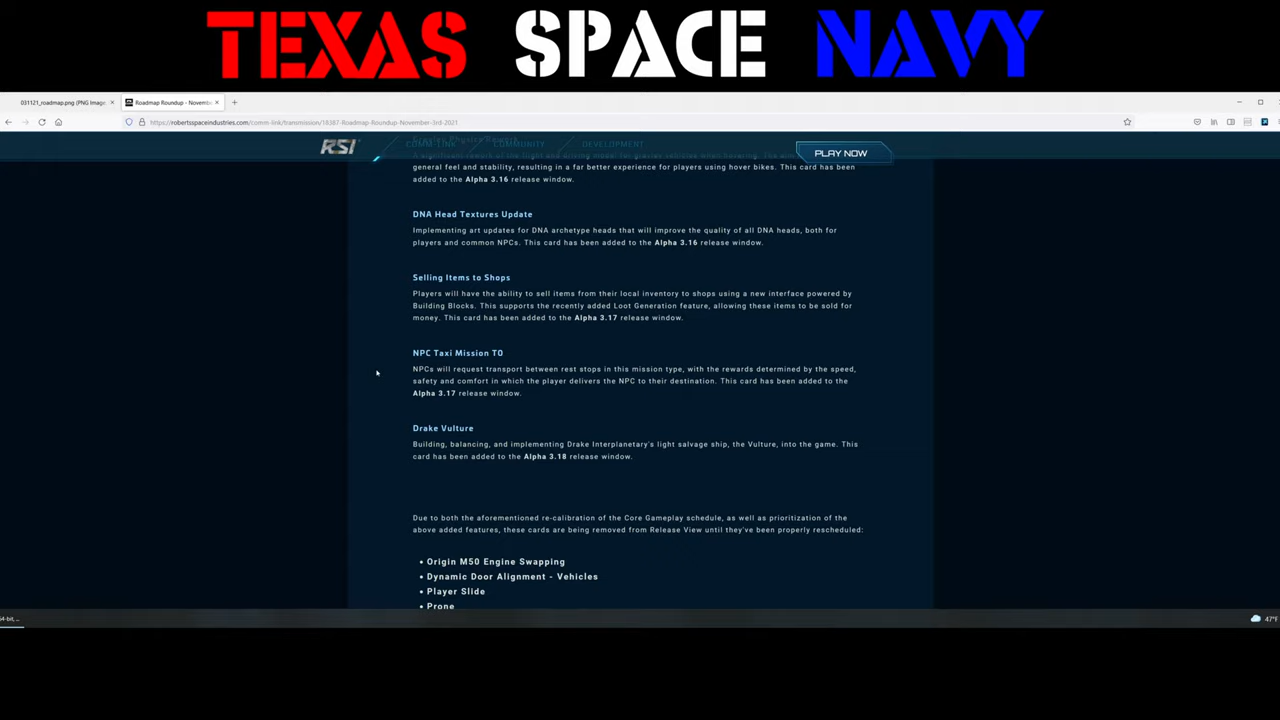 TEXAS SPACE NAVY
031121_roadmap.png (PNG Image
Roadmap Roundup - Novembe
https://robertsspaceindustries.com/comm-link/transmission/18387-Roadmap-Roundup-November-3rd-2021
RSI
COMM-LINK COMMUNITY DEVELOPMENT
PLAY NOW
general feel and stability, resulting in a far better experience for players using hover bikes. This card has been
added to the Alpha 3.16 release window.
DNA Head Textures Update
Implementing art updates for DNA archetype heads that will improve the quality of all DNA heads, both for
players and common NPCs. This card has been added to the Alpha 3.16 release window.
Selling Items to Shops
Players will have the ability to sell items from their local inventory to shops using a new interface powered by
Building Blocks. This supports the recently added Loot Generation feature, allowing these items to be sold for
money. This card has been added to the Alpha 3.17 release window.
NPC Taxi Mission T0
NPCs will request transport between rest stops in this mission type, with the rewards determined by the speed,
safety and comfort in which the player delivers the NPC to their destination. This card has been added to the
Alpha 3.17 release window.
Drake Vulture
Building, balancing, and implementing Drake Interplanetary's light salvage ship, the Vulture, into the game. This
card has been added to the Alpha 3.18 release window.
Due to both the aforementioned re-calibration of the Core Gameplay schedule, as well as prioritization of the
above added features, these cards are being removed from Release View until they've been properly rescheduled:
• Origin M50 Engine Swapping
• Dynamic Door Alignment - Vehicles
• Player Slide
• Prone
64-bit, ...
47°F